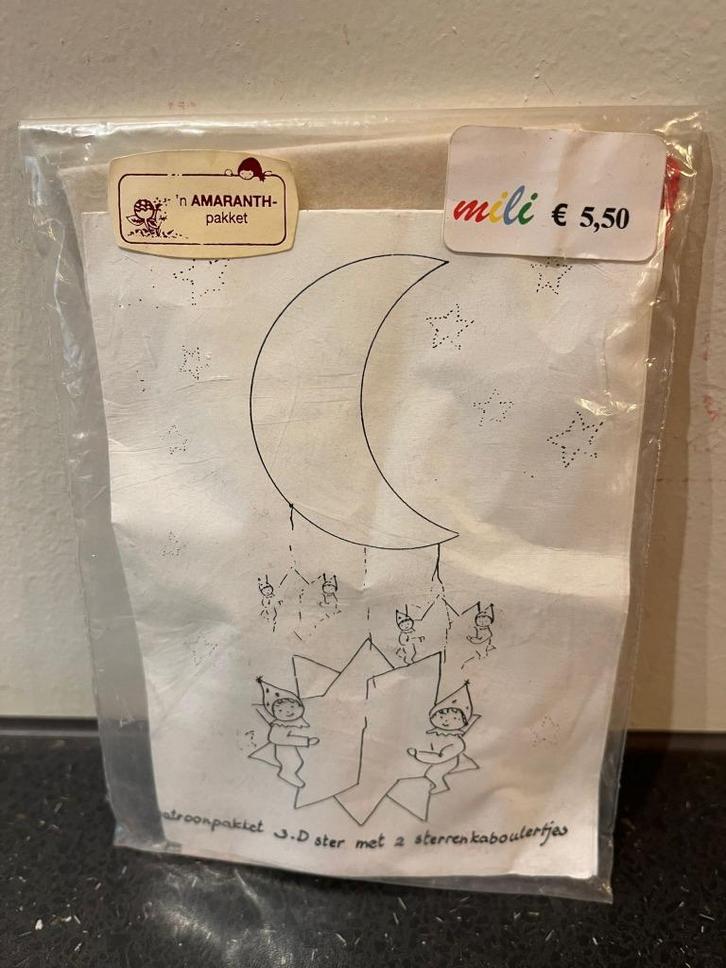 'n AMARANTH-
pakket
mili € 5,50
atroonpakket 3-D ster met 2 sterrenkaboutertjes